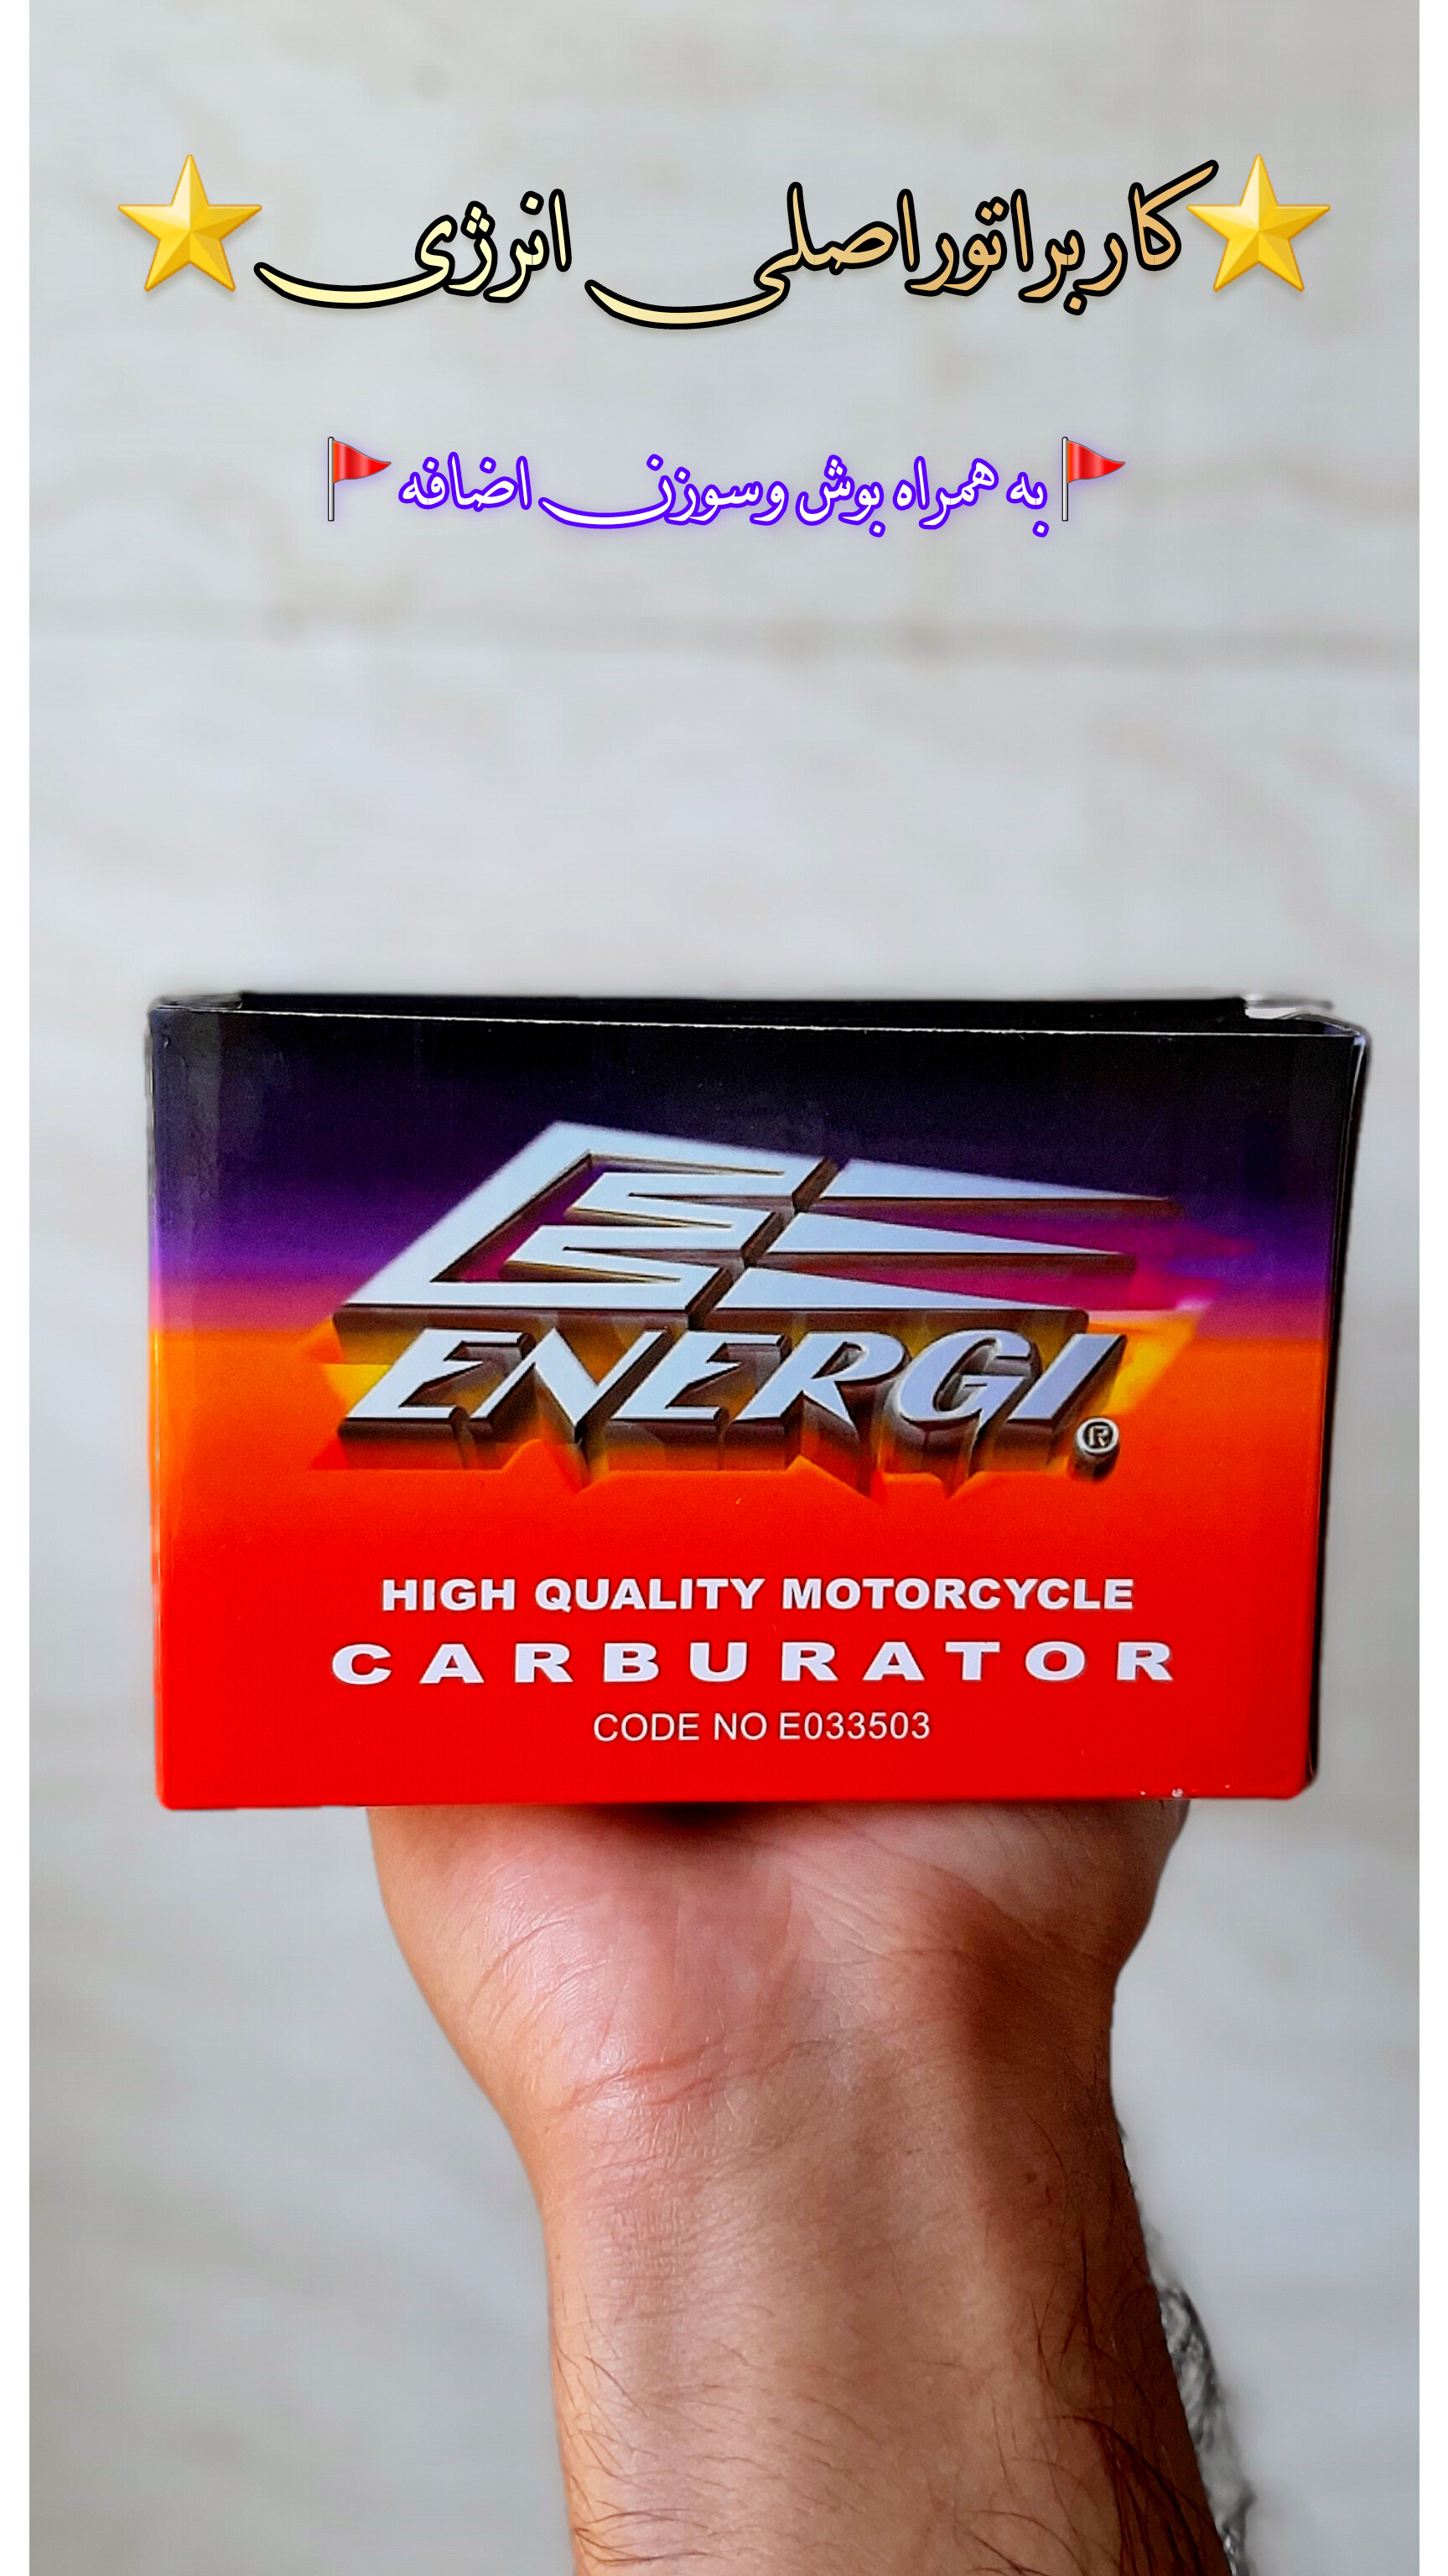 ⭐کاربراتوراصلی انرژی⭐
🚩به همراه بوش وسوزن اضافه🚩
ENERGI®
HIGH QUALITY MOTORCYCLE
CARBURATOR
CODE NO E033503